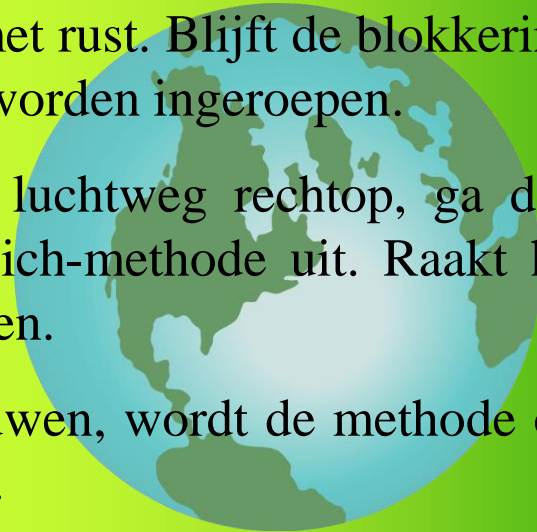 met rust. Blijft de blokkerin
worden ingeroepen.
luchtweg rechtop, ga d
ich-methode uit. Raakt
en.
wen, wordt de methode